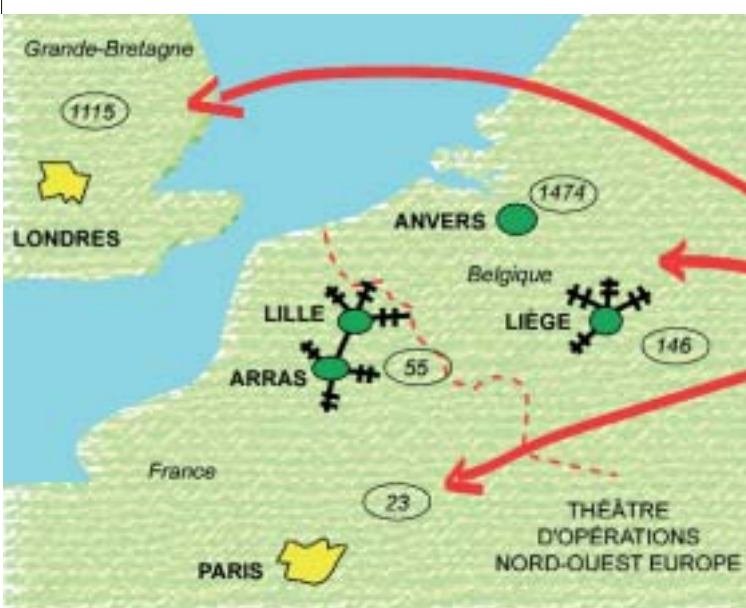 Grande-Bretagne
1115
LONDRES
1474
ANVERS
Belgique
LILLE
LIÈGE
146
ARRAS
55
France
23
THÉÂTRE
D'OPÉRATIONS
NORD-OUEST EUROPE
PARIS